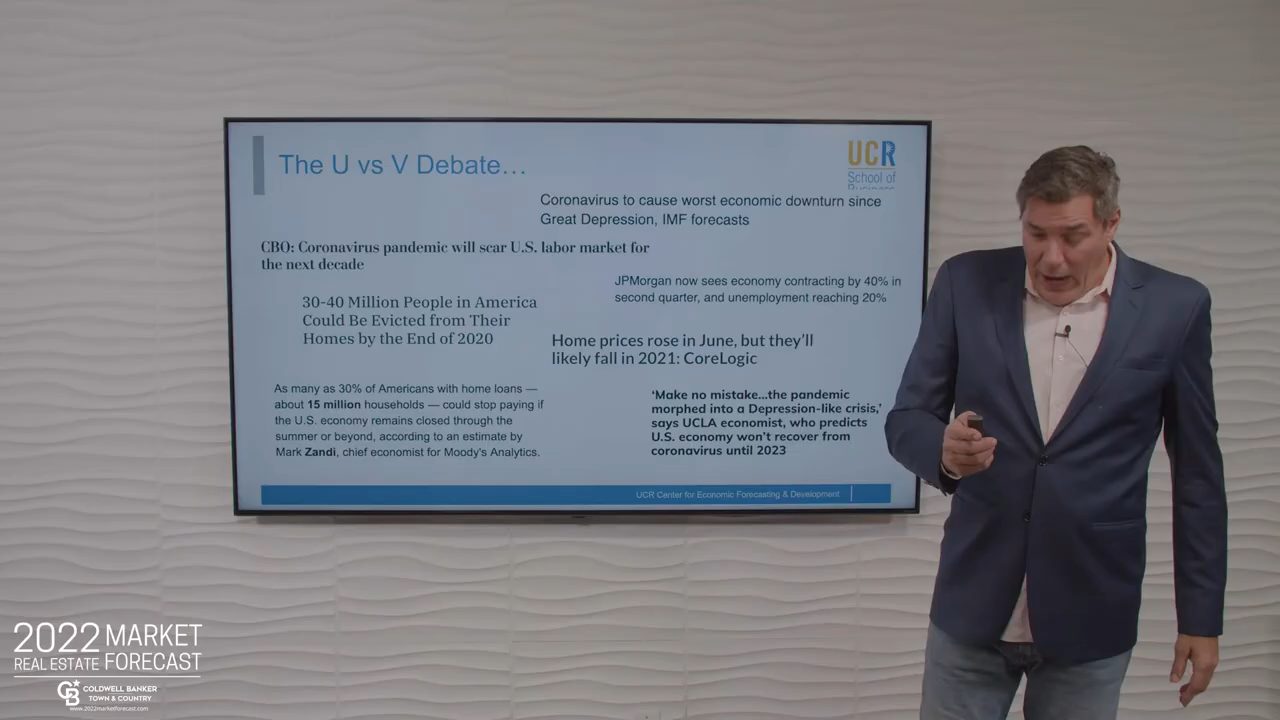 The U vs V Debate…
UCR
School of
Coronavirus to cause worst economic downturn since
Great Depression, IMF forecasts
CBO: Coronavirus pandemic will scar U.S. labor market for
the next decade
JPMorgan now sees economy contracting by 40% in
second quarter, and unemployment reaching 20%
30-40 Million People in America
Could Be Evicted from Their
Homes by the End of 2020
Home prices rose in June, but they'll
likely fall in 2021: CoreLogic
As many as 30% of Americans with home loans —
about 15 million households — could stop paying if
the U.S. economy remains closed through the
summer or beyond, according to an estimate by
Mark Zandi, chief economist for Moody's Analytics.
'Make no mistake...the pandemic
morphed into a Depression-like crisis,'
says UCLA economist, who predicts
U.S. economy won't recover from
coronavirus until 2023
UCR Center for Economic Forecasting & Development
2022 MARKET
REAL ESTATE FORECAST
CB
COLDWELL BANKER
TOWN & COUNTRY
www.2022marketforecast.com